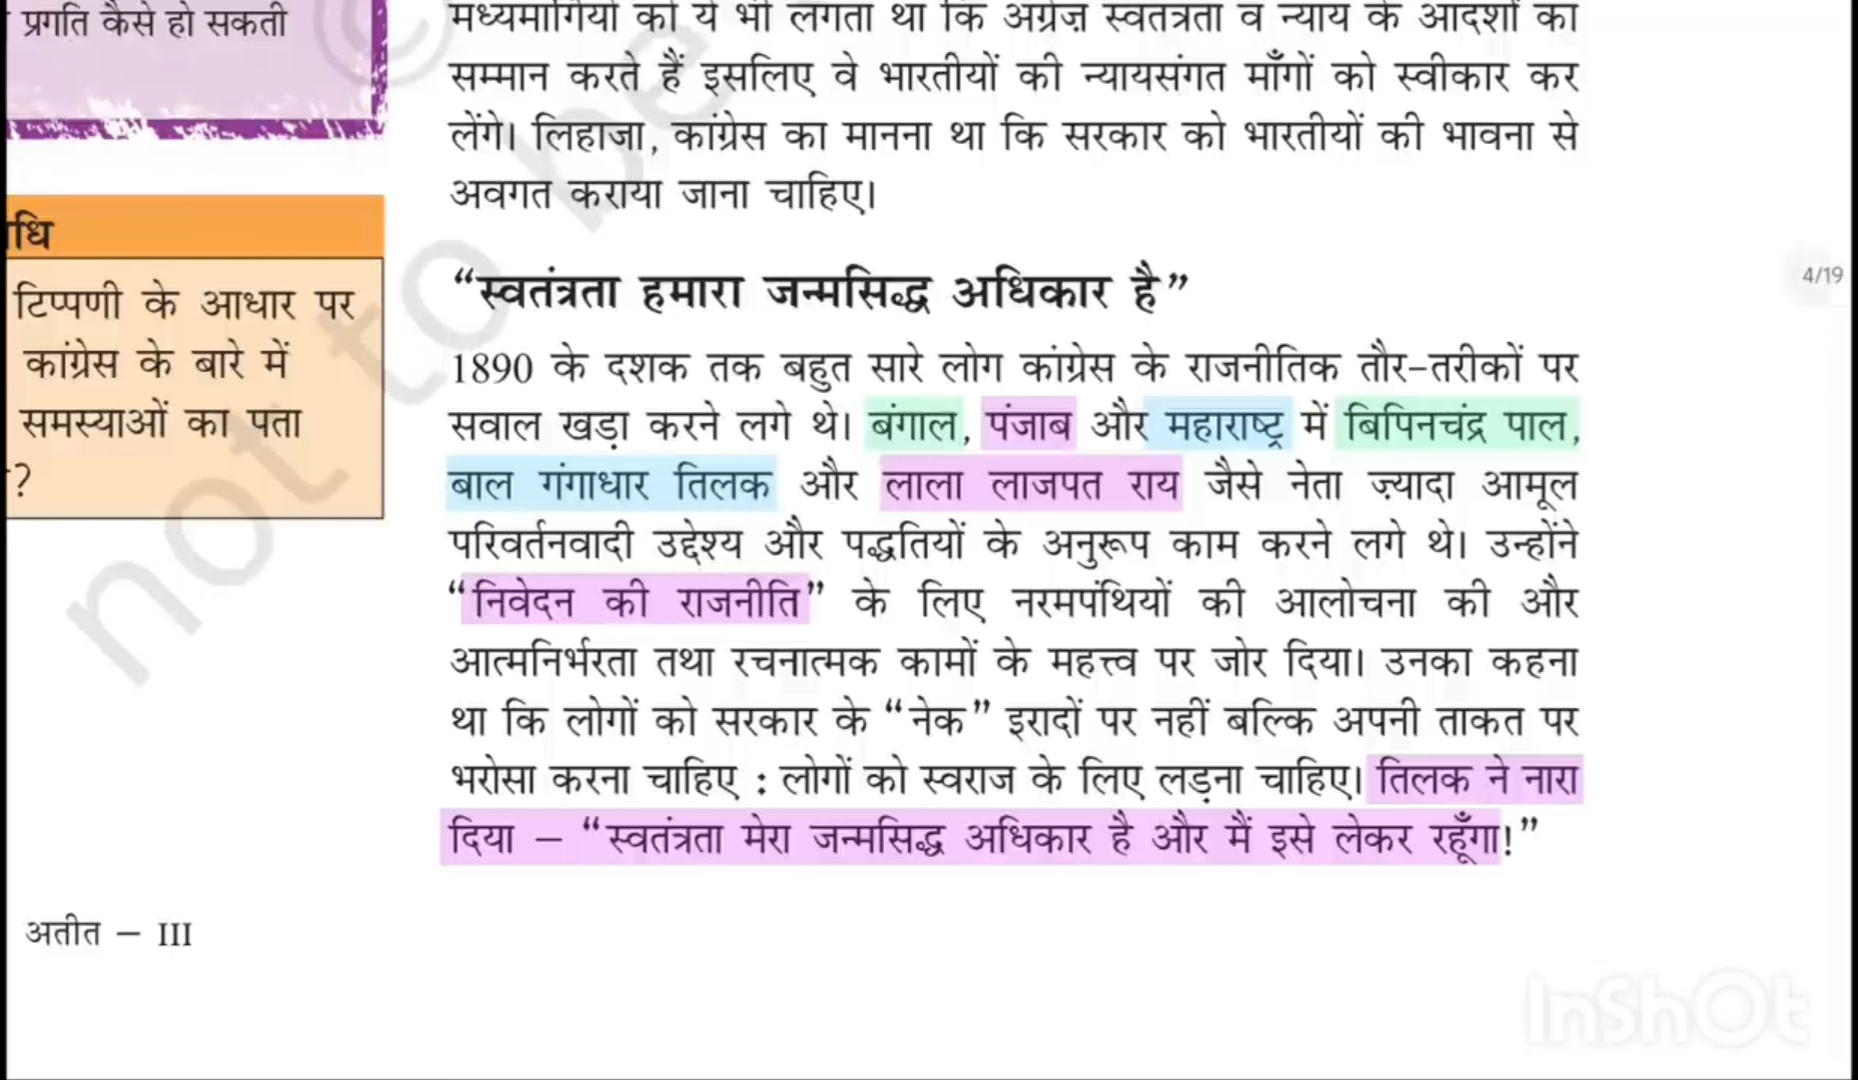 प्रगति कैसे हो सकती
मध्यमार्गियों को ये भी लगता था कि अंग्रेज़ स्वतंत्रता व न्याय के आदर्शों का
सम्मान करते हैं इसलिए वे भारतीयों की न्यायसंगत माँगों को स्वीकार कर
लेंगे। लिहाजा, कांग्रेस का मानना था कि सरकार को भारतीयों की भावना से
अवगत कराया जाना चाहिए।
धि
टिप्पणी के आधार पर
कांग्रेस के बारे में
समस्याओं का पता
?
“स्वतंत्रता हमारा जन्मसिद्ध अधिकार है”
4/19
1890 के दशक तक बहुत सारे लोग कांग्रेस के राजनीतिक तौर-तरीकों पर
सवाल खड़ा करने लगे थे। बंगाल, पंजाब और महाराष्ट्र में बिपिनचंद्र पाल,
बाल गंगाधार तिलक और लाला लाजपत राय जैसे नेता ज़्यादा आमूल
परिवर्तनवादी उद्देश्य और पद्धतियों के अनुरूप काम करने लगे थे। उन्होंने
“निवेदन की राजनीति” के लिए नरमपंथियों की आलोचना की और
आत्मनिर्भरता तथा रचनात्मक कामों के महत्त्व पर जोर दिया। उनका कहना
था कि लोगों को सरकार के “नेक” इरादों पर नहीं बल्कि अपनी ताकत पर
भरोसा करना चाहिए : लोगों को स्वराज के लिए लड़ना चाहिए। तिलक ने नारा
दिया – “स्वतंत्रता मेरा जन्मसिद्ध अधिकार है और मैं इसे लेकर रहूँगा!”
अतीत – III
not to be
InShOt